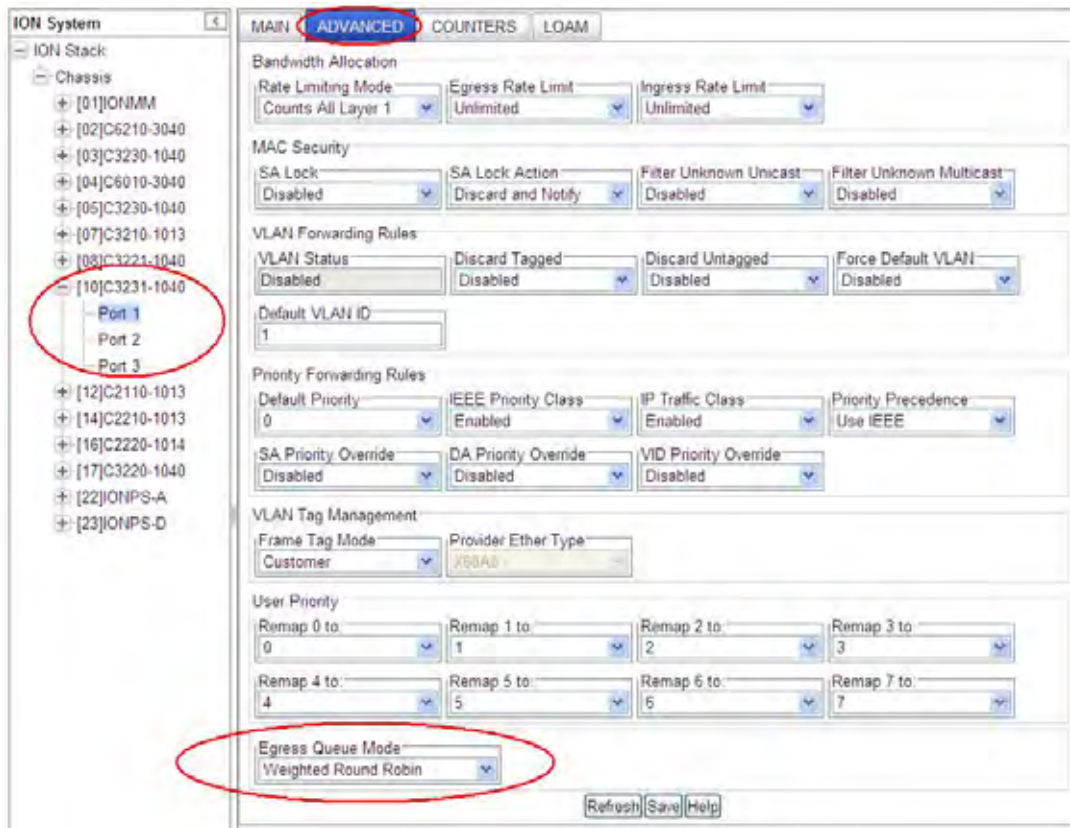 ION System
ION Stack
Chassis
[01]IONMM
[02]C6210-3040
[03]C3230-1040
[04]C6010-3040
[05]C3230-1040
[07]C3210-1013
[08]C3221-1040
[10]C3231-1040
Port 1
Port 2
Port 3
[12]C2110-1013
[14]C2210-1013
[16]C2220-1014
[17]C3220-1040
[22]IONPS-A
[23]IONPS-D
MAIN ADVANCED COUNTERS LOAM
Bandwidth Allocation
Rate Limiting Mode Egress Rate Limit Ingress Rate Limit
Counts All Layer 1 Unlimited Unlimited
MAC Security
SA Lock SA Lock Action Filter Unknown Unicast Filter Unknown Multicast
Disabled Discard and Notify Disabled Disabled
VLAN Forwarding Rules
VLAN Status Discard Tagged Discard Untagged Force Default VLAN
Disabled Disabled Disabled Disabled
Default VLAN ID
1
Priority Forwarding Rules
Default Priority IEEE Priority Class IP Traffic Class Priority Precedence
0 Enabled Enabled Use IEEE
SA Priority Override DA Priority Override VID Priority Override
Disabled Disabled Disabled
VLAN Tag Management
Frame Tag Mode Provider Ether Type
Customer
User Priority
Remap 0 to: Remap 1 to: Remap 2 to: Remap 3 to:
0 1 2 3
Remap 4 to: Remap 5 to: Remap 6 to: Remap 7 to:
4 5 6 7
Egress Queue Mode
Weighted Round Robin
Refresh Save Help